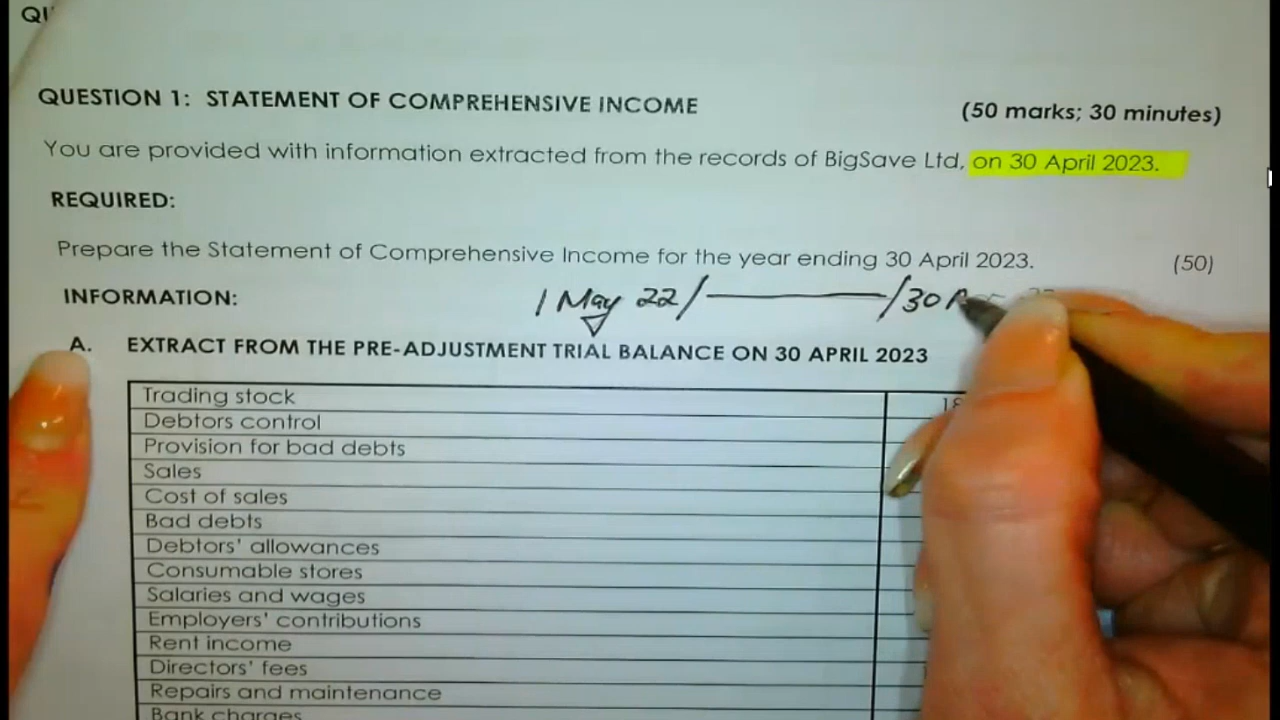 QU
QUESTION 1: STATEMENT OF COMPREHENSIVE INCOME (50 marks; 30 minutes)
You are provided with information extracted from the records of BigSave Ltd, on 30 April 2023.
REQUIRED:
Prepare the Statement of Comprehensive Income for the year ending 30 April 2023. (50)
INFORMATION: 1 May 22 / / 30
A. EXTRACT FROM THE PRE-ADJUSTMENT TRIAL BALANCE ON 30 APRIL 2023
Trading stock
Debtors control
Provision for bad debts
Sales
Cost of sales
Bad debts
Debtors' allowances
Consumable stores
Salaries and wages
Employers' contributions
Rent income
Directors' fees
Repairs and maintenance
Bank charges